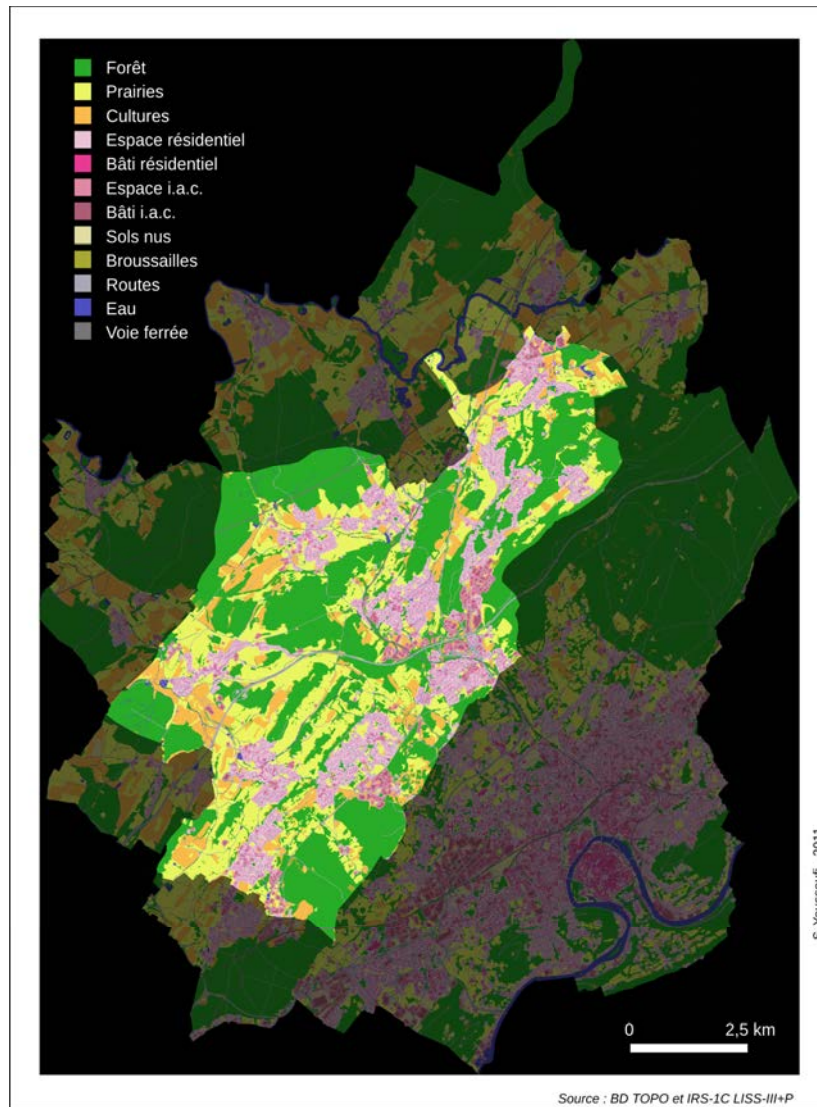 Forêt
Prairies
Cultures
Espace résidentiel
Bâti résidentiel
Espace i.a.c.
Bâti i.a.c.
Sols nus
Broussailles
Routes
Eau
Voie ferrée
0 2,5 km
2011
Source : BD TOPO et IRS-1C LISS-III+P